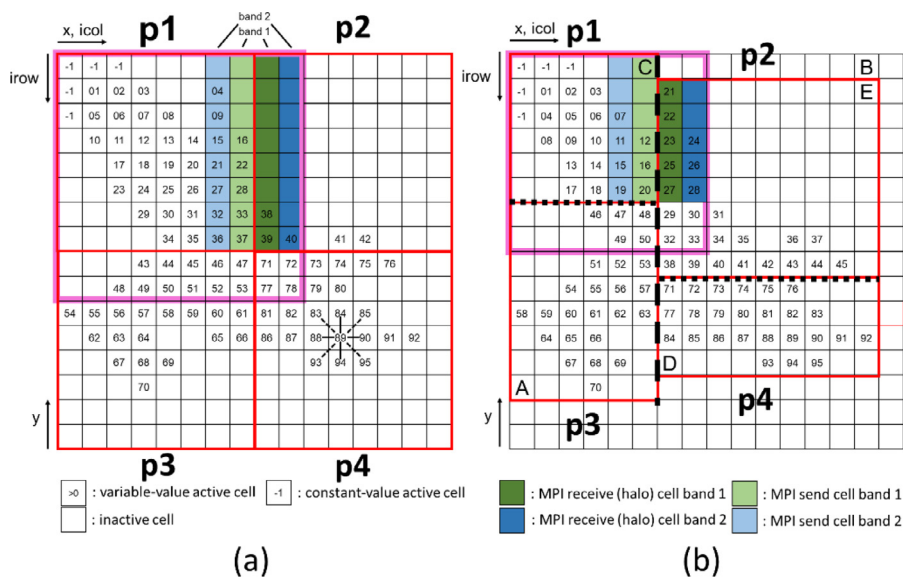 p1
band 2
band 1
p2
x, icol
irow
-1 -1 -1
-1 01 02 03 04
-1 05 06 07 08 09
10 11 12 13 14 15 16
17 18 19 20 21 22
23 24 25 26 27 28
29 30 31 32 33 38
34 35 36 37 39 40 41 42
43 44 45 46 47 71 72 73 74 75 76
48 49 50 51 52 53 77 78 79 80
54 55 56 57 58 59 60 61 81 82 83 84 85
62 63 64 65 66 86 87 88 89 90 91 92
67 68 69 93 94 95
70
y
p3
p4
>0 : variable-value active cell
-1 : constant-value active cell
: inactive cell
(a)
p1
p2
x, icol
irow
-1 -1 -1 C B
-1 01 02 03 21 E
-1 04 05 06 07 22
08 09 10 11 12 23 24
13 14 15 16 25 26
17 18 19 20 27 28
46 47 48 29 30 31
49 50 32 33 34 35 36 37
51 52 53 38 39 40 41 42 43 44 45
54 55 56 57 71 72 73 74 75 76
58 59 60 61 62 63 77 78 79 80 81 82 83
64 65 66 84 85 86 87 88 89 90 91 92
67 68 69 D 93 94 95
A 70
y
p3
p4
: MPI receive (halo) cell band 1
: MPI send cell band 1
: MPI receive (halo) cell band 2
: MPI send cell band 2
(b)